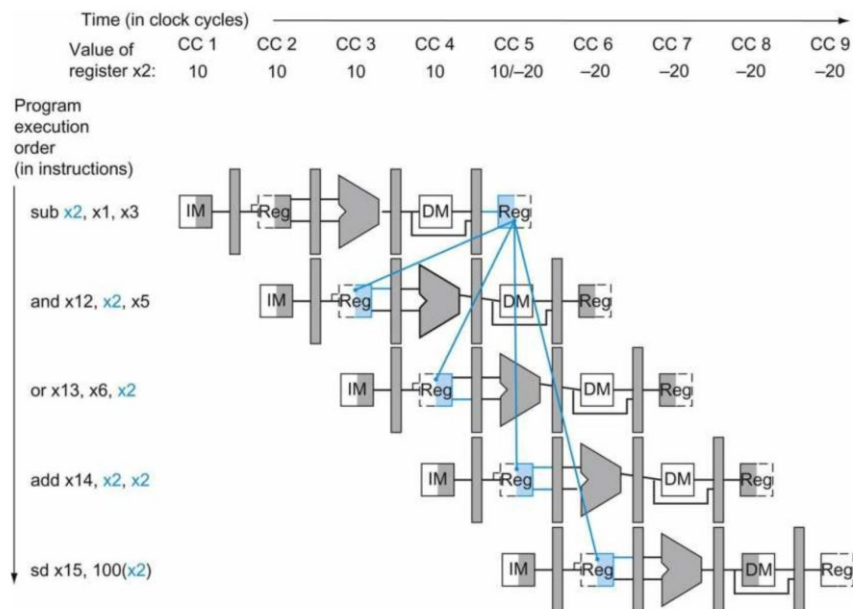 Time (in clock cycles)
Value of CC 1 CC 2 CC 3 CC 4 CC 5 CC 6 CC 7 CC 8 CC 9
register x2: 10 10 10 10 10/–20 –20 –20 –20 –20
Program
execution
order
(in instructions)
sub x2, x1, x3
IM Reg DM Reg
and x12, x2, x5
IM Reg DM Reg
or x13, x6, x2
IM Reg DM Reg
add x14, x2, x2
IM Reg DM Reg
sd x15, 100(x2)
IM Reg DM Reg